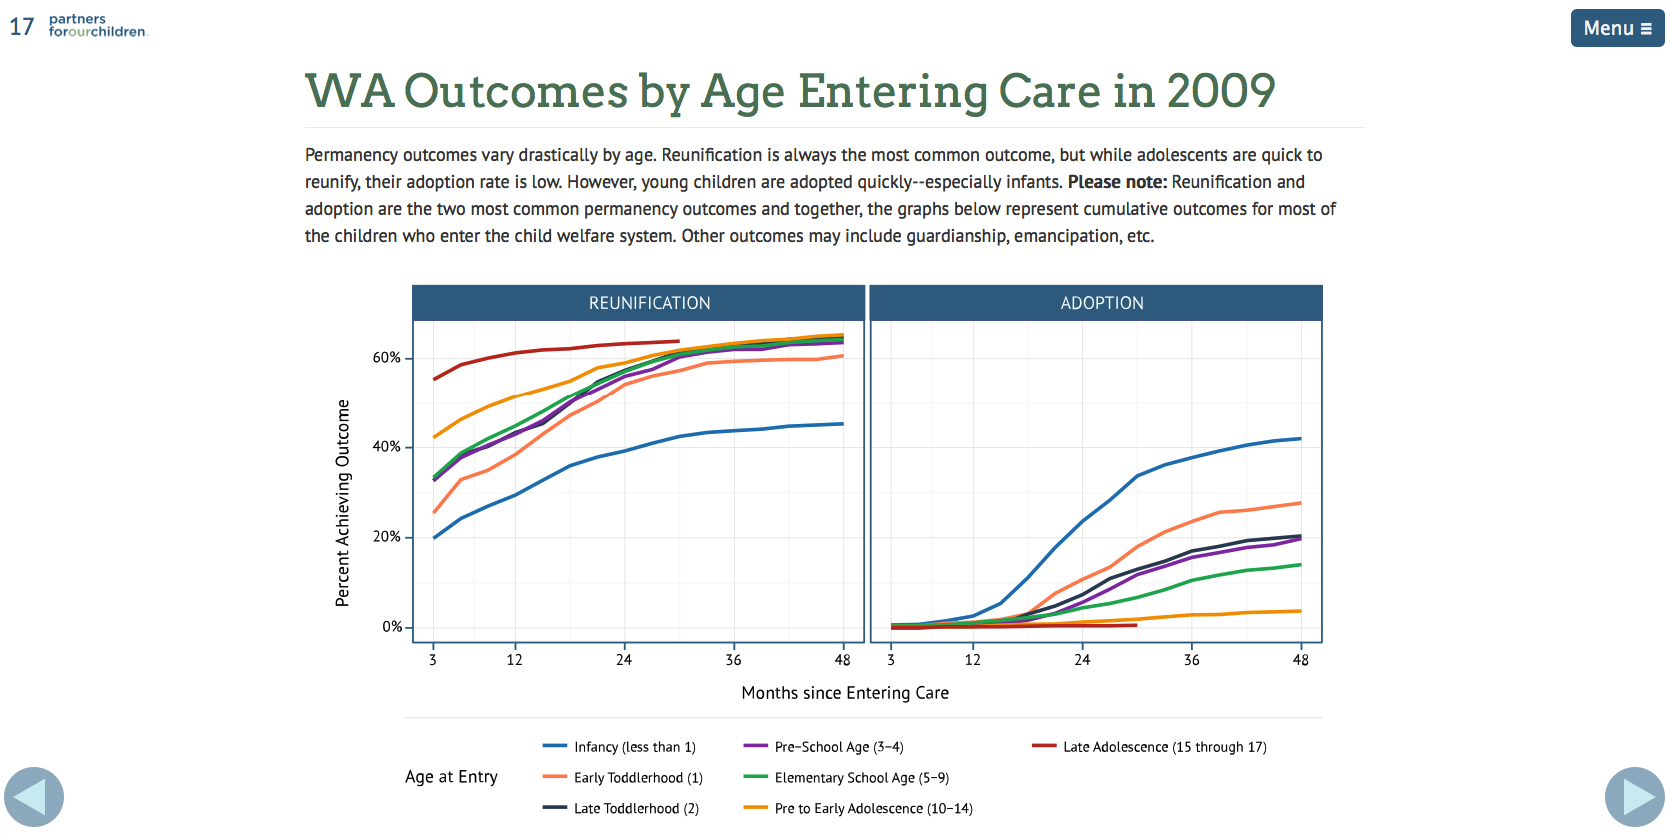 17
partners
forourchildren.
Menu ≡
WA Outcomes by Age Entering Care in 2009
Permanency outcomes vary drastically by age. Reunification is always the most common outcome, but while adolescents are quick to
reunify, their adoption rate is low. However, young children are adopted quickly--especially infants. Please note: Reunification and
adoption are the two most common permanency outcomes and together, the graphs below represent cumulative outcomes for most of
the children who enter the child welfare system. Other outcomes may include guardianship, emancipation, etc.
REUNIFICATION
ADOPTION
Percent Achieving Outcome
60%
40%
20%
0%
3 12 24 36 48
3 12 24 36 48
Months since Entering Care
Age at Entry
Infancy (less than 1)
Early Toddlerhood (1)
Late Toddlerhood (2)
Pre-School Age (3-4)
Elementary School Age (5-9)
Pre to Early Adolescence (10-14)
Late Adolescence (15 through 17)